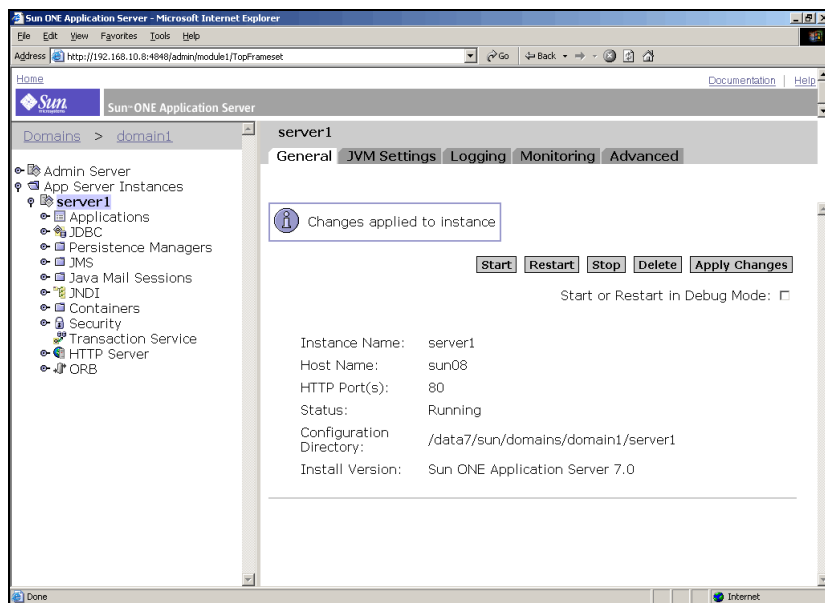 Sun ONE Application Server - Microsoft Internet Explorer
File Edit View Favorites Tools Help
Address http://192.168.10.8:4848/admin/module1/TopFrameset Go Back
Home Documentation | Help
Sun microsystems Sun™ ONE Application Server
Domains > domain1
Admin Server
App Server Instances
server1
Applications
JDBC
Persistence Managers
JMS
Java Mail Sessions
JNDI
Containers
Security
Transaction Service
HTTP Server
ORB
server1
General JVM Settings Logging Monitoring Advanced
Changes applied to instance
Start Restart Stop Delete Apply Changes
Start or Restart in Debug Mode:
Instance Name: server1
Host Name: sun08
HTTP Port(s): 80
Status: Running
Configuration
Directory: /data7/sun/domains/domain1/server1
Install Version: Sun ONE Application Server 7.0
Done Internet